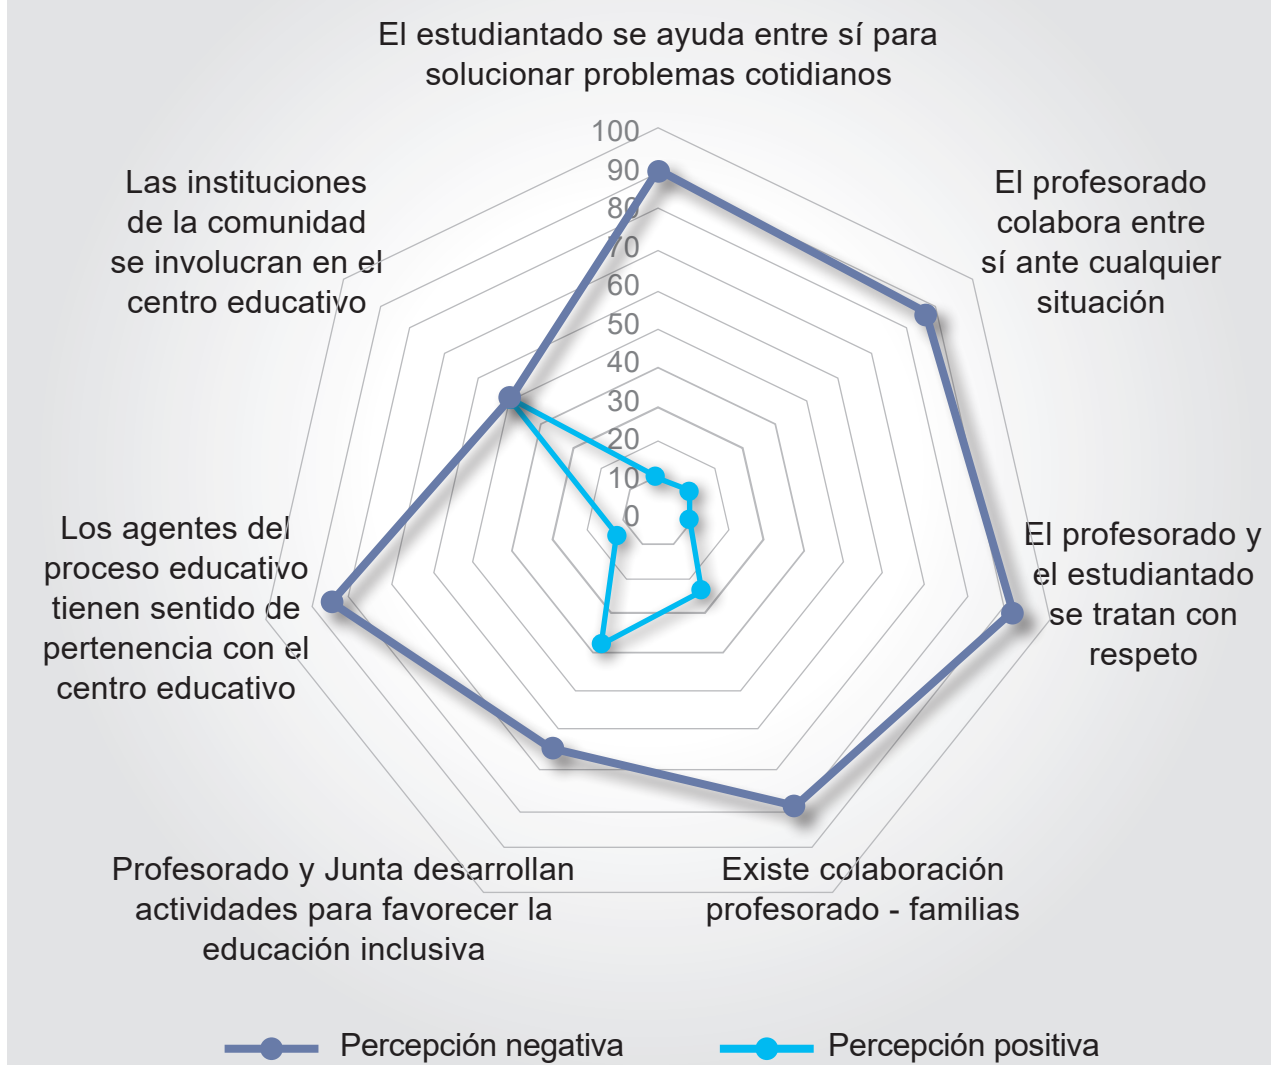 El estudiantado se ayuda entre sí para
solucionar problemas cotidianos
100
90
80
70
60
50
40
30
20
10
0
El profesorado
colabora entre
sí ante cualquier
situación
El profesorado y
el estudiantado
se tratan con
respeto
Existe colaboración
profesorado - familias
Profesorado y Junta desarrollan
actividades para favorecer la
educación inclusiva
Los agentes del
proceso educativo
tienen sentido de
pertenencia con el
centro educativo
Las instituciones
de la comunidad
se involucran en el
centro educativo
Percepción negativa
Percepción positiva